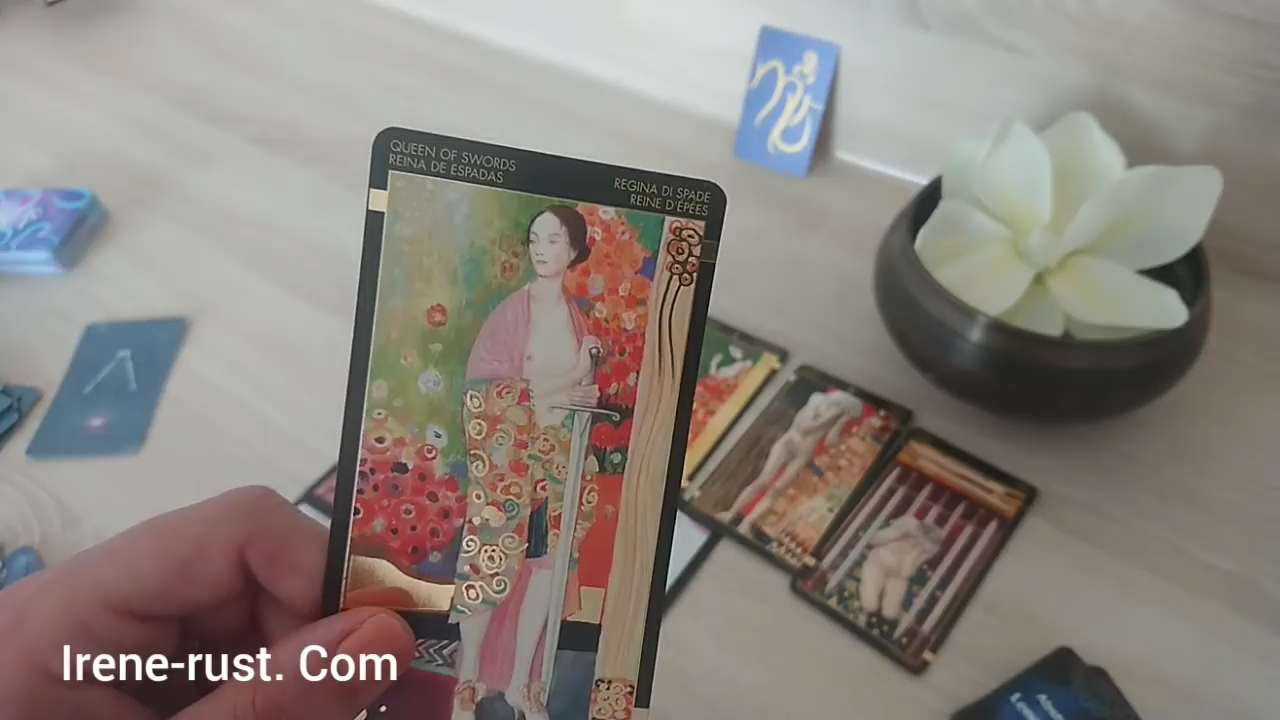 QUEEN OF SWORDS
REINA DE ESPADAS
REGINA DI SPADE
REINE D'ÉPÉES
Irene-rust. Com